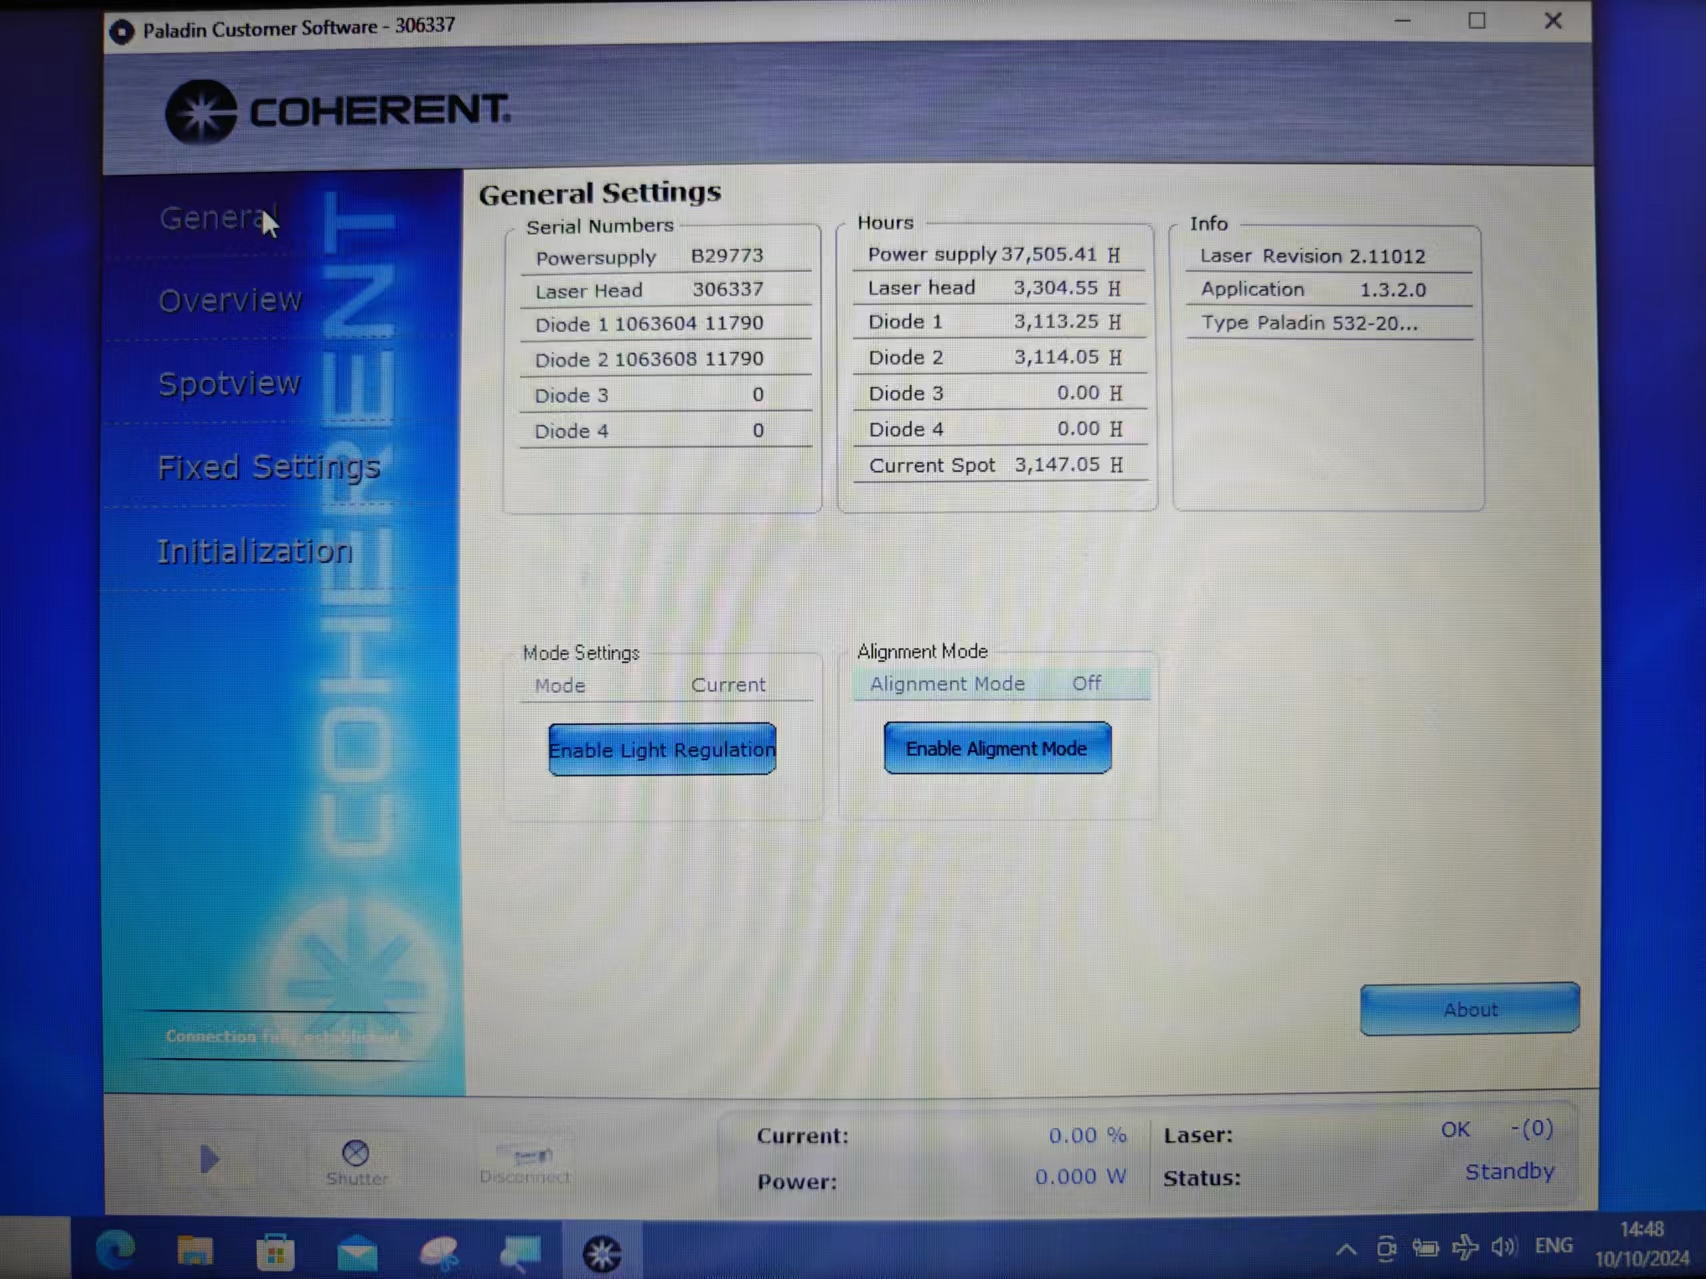 Paladin Customer Software - 306337
COHERENT.
General
Overview
Spotview
Fixed Settings
Initialization
COHERENT
Connection fully established
General Settings
Serial Numbers
Powersupply B29773
Laser Head 306337
Diode 1 1063604 11790
Diode 2 1063608 11790
Diode 3 0
Diode 4 0
Hours
Power supply 37,505.41 H
Laser head 3,304.55 H
Diode 1 3,113.25 H
Diode 2 3,114.05 H
Diode 3 0.00 H
Diode 4 0.00 H
Current Spot 3,147.05 H
Info
Laser Revision 2.11012
Application 1.3.2.0
Type Paladin 532-20...
Mode Settings
Mode Current
Enable Light Regulation
Alignment Mode
Alignment Mode Off
Enable Aligment Mode
About
Shutter
Disconnect
Current: 0.00 %
Power: 0.000 W
Laser: OK -(0)
Status: Standby
ENG
14:48
10/10/2024